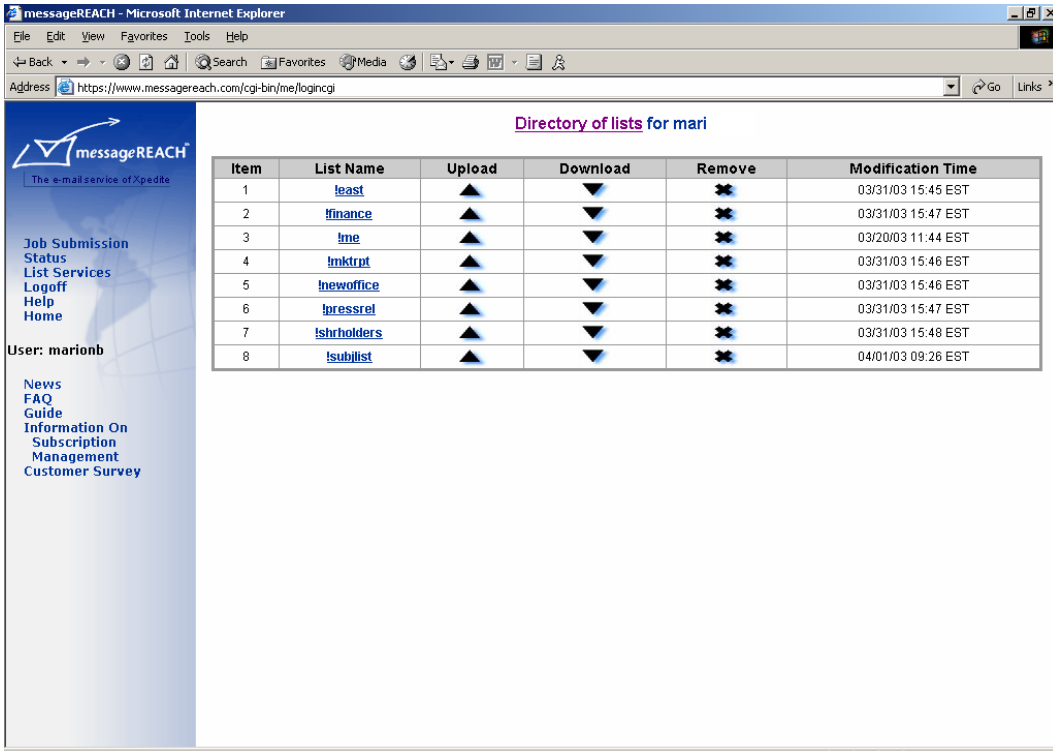 messageREACH - Microsoft Internet Explorer
File Edit View Favorites Tools Help
Back Search Favorites Media
Address https://www.messagereach.com/cgi-bin/me/logincgi Go Links
messageREACH
The e-mail service of Xpedite
Job Submission
Status
List Services
Logoff
Help
Home
User: marionb
News
FAQ
Guide
Information On
Subscription
Management
Customer Survey
Directory of lists for mari
Item List Name Upload Download Remove Modification Time
1 !east 03/31/03 15:45 EST
2 !finance 03/31/03 15:47 EST
3 !me 03/20/03 11:44 EST
4 !mktrpt 03/31/03 15:46 EST
5 !newoffice 03/31/03 15:46 EST
6 !pressrel 03/31/03 15:47 EST
7 !shrholders 03/31/03 15:48 EST
8 !subjlist 04/01/03 09:26 EST